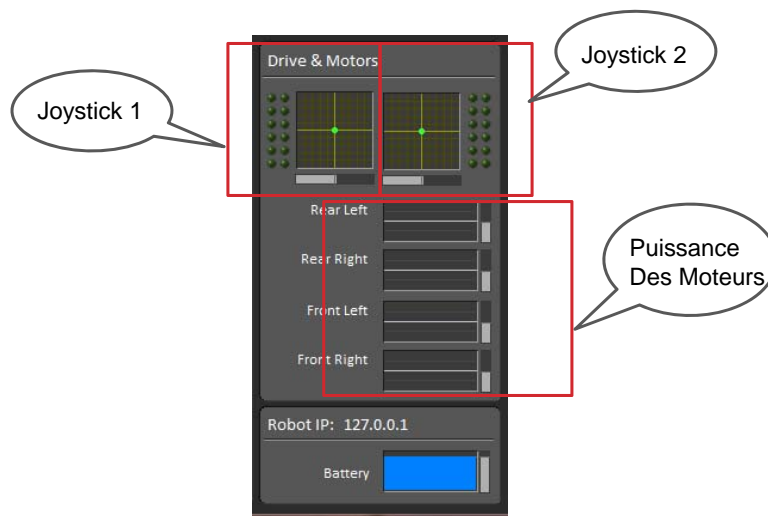 Joystick 1
Joystick 2
Drive & Motors
Rear Left
Rear Right
Front Left
Front Right
Puissance
Des Moteurs
Robot IP: 127.0.0.1
Battery